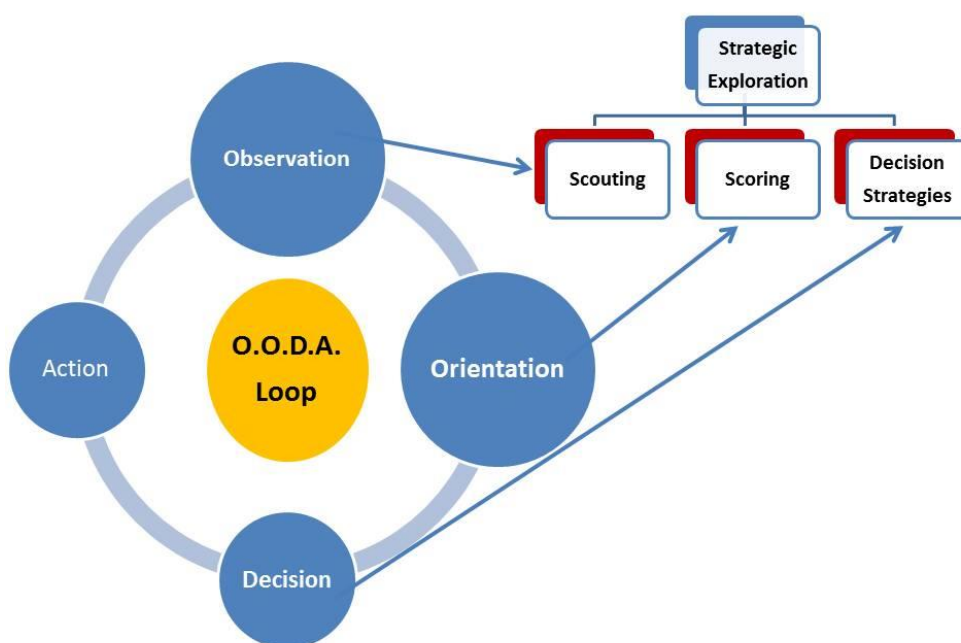 Strategic
Exploration
Scouting
Scoring
Decision
Strategies
Observation
O.O.D.A.
Loop
Action
Orientation
Decision